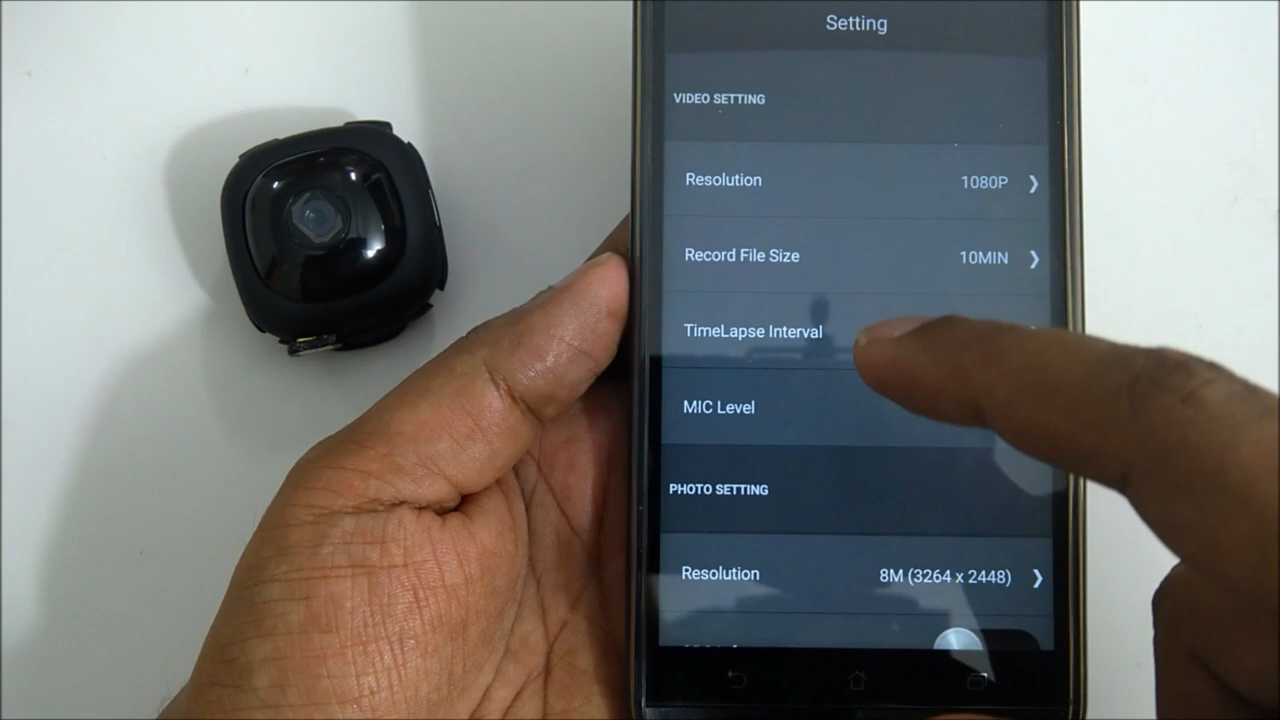 Setting
VIDEO SETTING
Resolution 1080P
Record File Size 10MIN
TimeLapse Interval
MIC Level
PHOTO SETTING
Resolution 8M (3264 x 2448)